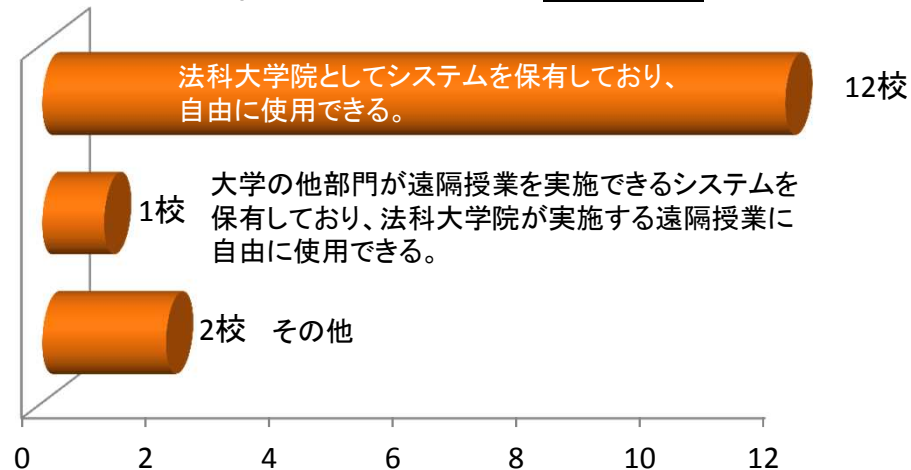 法科大学院としてシステムを保有しており、
自由に使用できる。
12校
1校
大学の他部門が遠隔授業を実施できるシステムを
保有しており、法科大学院が実施する遠隔授業に
自由に使用できる。
2校 その他
0 2 4 6 8 10 12